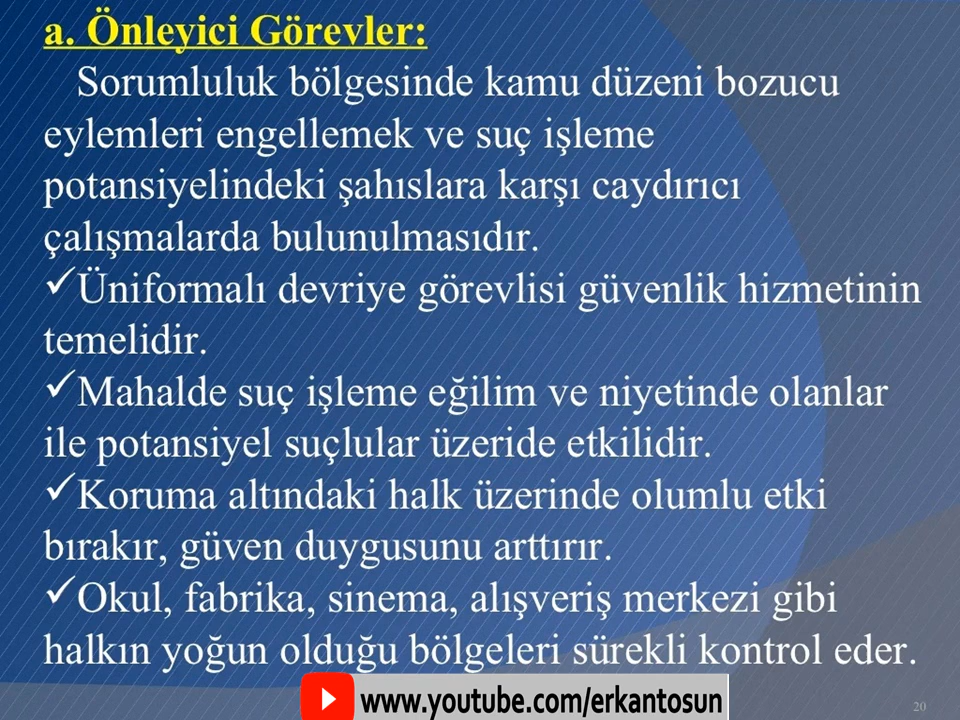 a. Önleyici Görevler:
Sorumluluk bölgesinde kamu düzeni bozucu
eylemleri engellemek ve suç işleme
potansiyelindeki şahıslara karşı caydırıcı
çalışmalarda bulunulmasıdır.
✓Üniformalı devriye görevlisi güvenlik hizmetinin
temelidir.
✓Mahalde suç işleme eğilim ve niyetinde olanlar
ile potansiyel suçlular üzeride etkilidir.
✓Koruma altındaki halk üzerinde olumlu etki
bırakır, güven duygusunu arttırır.
✓Okul, fabrika, sinema, alışveriş merkezi gibi
halkın yoğun olduğu bölgeleri sürekli kontrol eder.
www.youtube.com/erkantosun
20